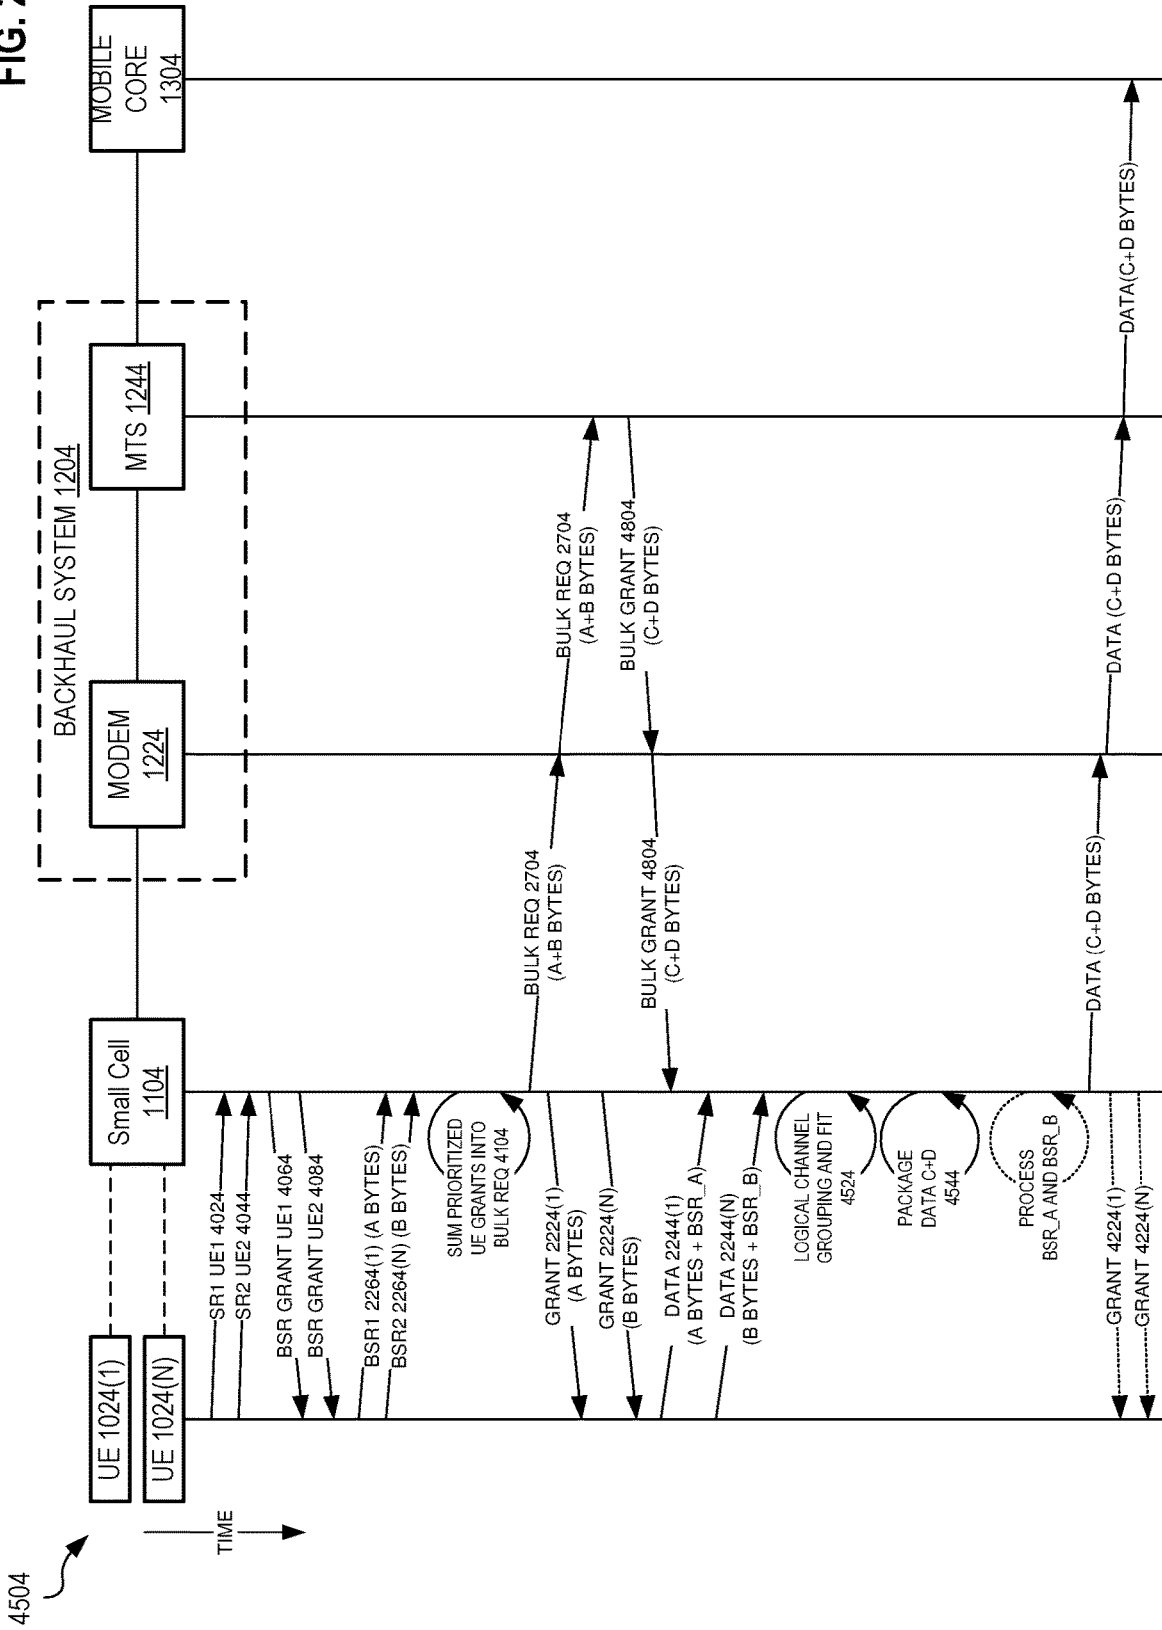 FIG. 2
4504
TIME
UE 1024(1)
UE 1024(N)
Small Cell
1104
BACKHAUL SYSTEM 1204
MODEM
1224
MTS 1244
MOBILE
CORE
1304
SR1 UE1 4024
SR2 UE2 4044
BSR GRANT UE1 4064
BSR GRANT UE2 4084
BSR1 2264(1) (A BYTES)
BSR2 2264(N) (B BYTES)
SUM PRIORITIZED
UE GRANTS INTO
BULK REQ 4104
BULK REQ 2704
(A+B BYTES)
BULK REQ 2704
(A+B BYTES)
GRANT 2224(1)
(A BYTES)
GRANT 2224(N)
(B BYTES)
BULK GRANT 4804
(C+D BYTES)
BULK GRANT 4804
(C+D BYTES)
DATA 2244(1)
(A BYTES + BSR_A)
DATA 2244(N)
(B BYTES + BSR_B)
LOGICAL CHANNEL
GROUPING AND FIT
4524
PACKAGE
DATA C+D
4544
PROCESS
BSR_A AND BSR_B
DATA (C+D BYTES)
DATA (C+D BYTES)
DATA(C+D BYTES)
GRANT 4224(1)
GRANT 4224(N)